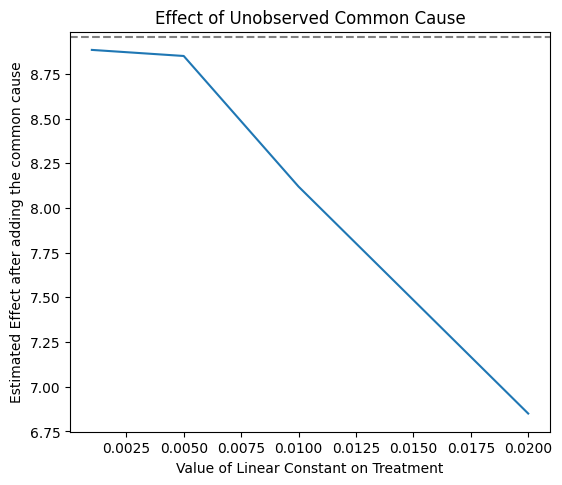 Effect of Unobserved Common Cause
Estimated Effect after adding the common cause
8.75
8.50
8.25
8.00
7.75
7.50
7.25
7.00
6.75
0.0025 0.0050 0.0075 0.0100 0.0125 0.0150 0.0175 0.0200
Value of Linear Constant on Treatment